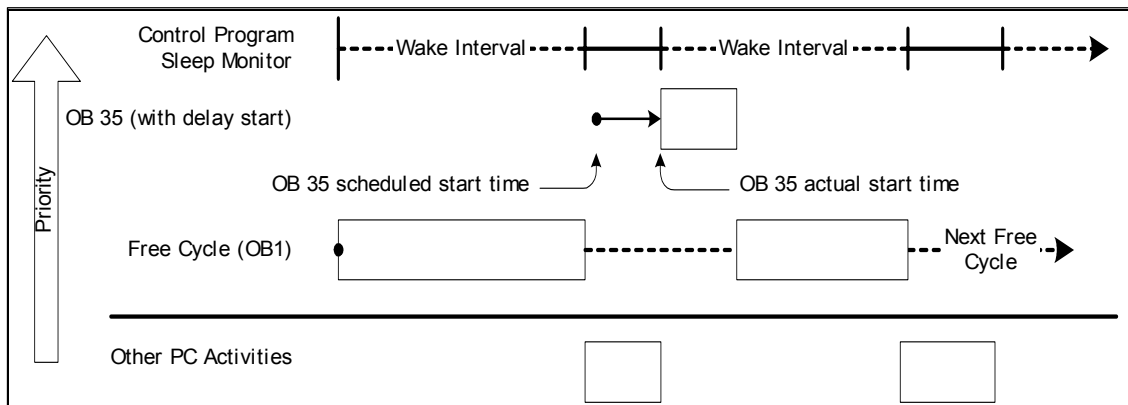 Control Program
Sleep Monitor
Wake Interval
Wake Interval
OB 35 (with delay start)
OB 35 scheduled start time
OB 35 actual start time
Priority
Free Cycle (OB1)
Next Free
Cycle
Other PC Activities